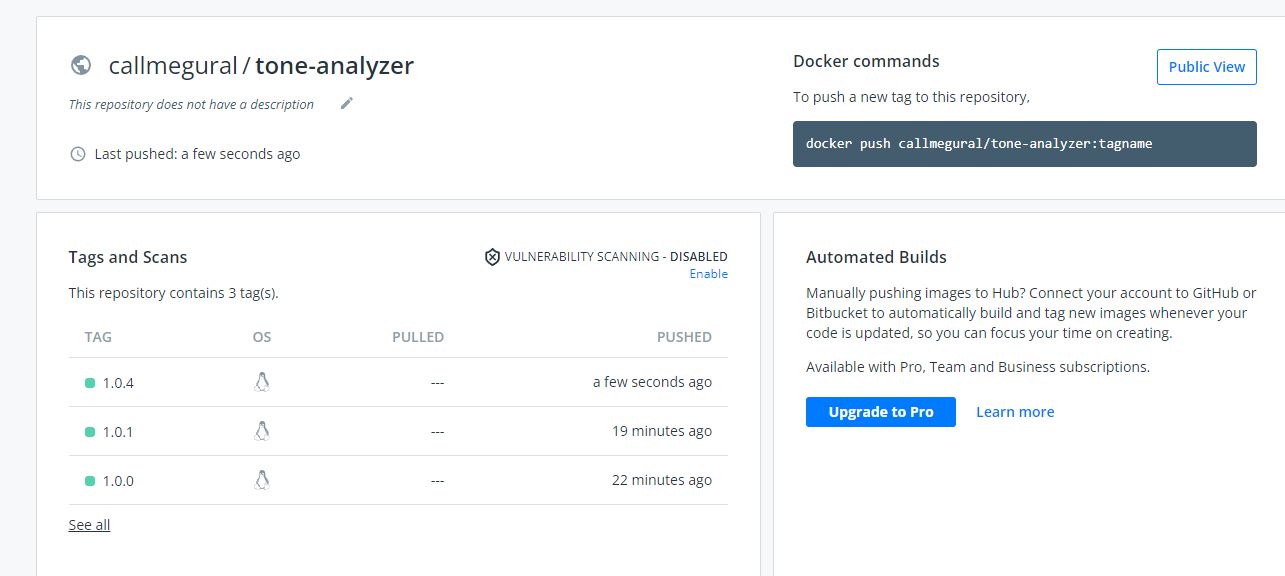 callmegural / tone-analyzer
This repository does not have a description
Last pushed: a few seconds ago
Docker commands
Public View
To push a new tag to this repository,
docker push callmegural/tone-analyzer:tagname
Tags and Scans
VULNERABILITY SCANNING - DISABLED
Enable
This repository contains 3 tag(s).
TAG OS PULLED PUSHED
1.0.4 --- a few seconds ago
1.0.1 --- 19 minutes ago
1.0.0 --- 22 minutes ago
See all
Automated Builds
Manually pushing images to Hub? Connect your account to GitHub or
Bitbucket to automatically build and tag new images whenever your
code is updated, so you can focus your time on creating.
Available with Pro, Team and Business subscriptions.
Upgrade to Pro Learn more